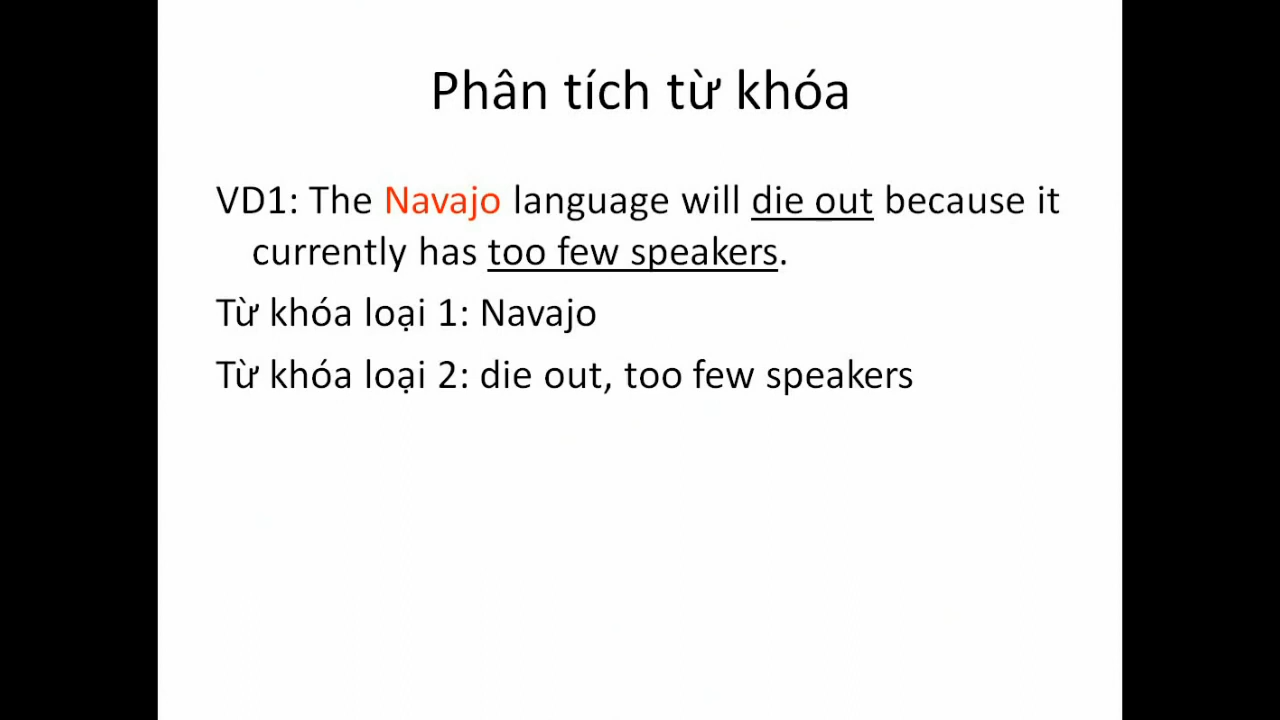 Phân tích từ khóa
VD1: The Navajo language will die out because it
currently has too few speakers.
Từ khóa loại 1: Navajo
Từ khóa loại 2: die out, too few speakers